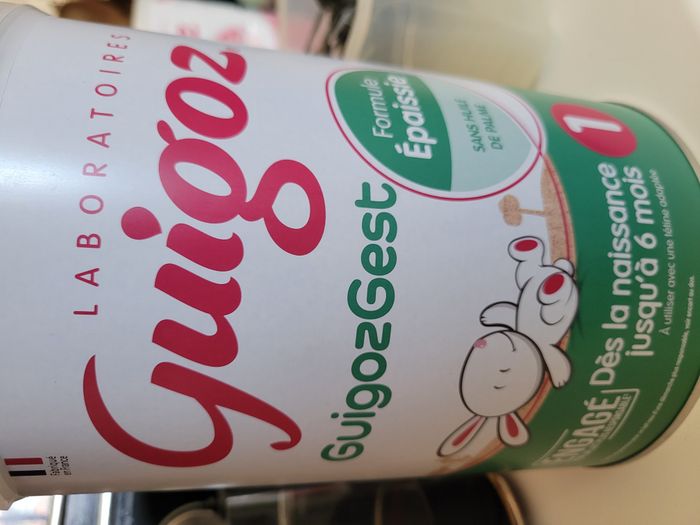 LABORATOIRES
Guigoz
GuigozGest
Formule
Épaissie
SANS HUILE
DE PALME
1
Dès la naissance
jusqu'à 6 mois
À utiliser avec une tétine adaptée
ENGAGÉ
Fabriqué
en France